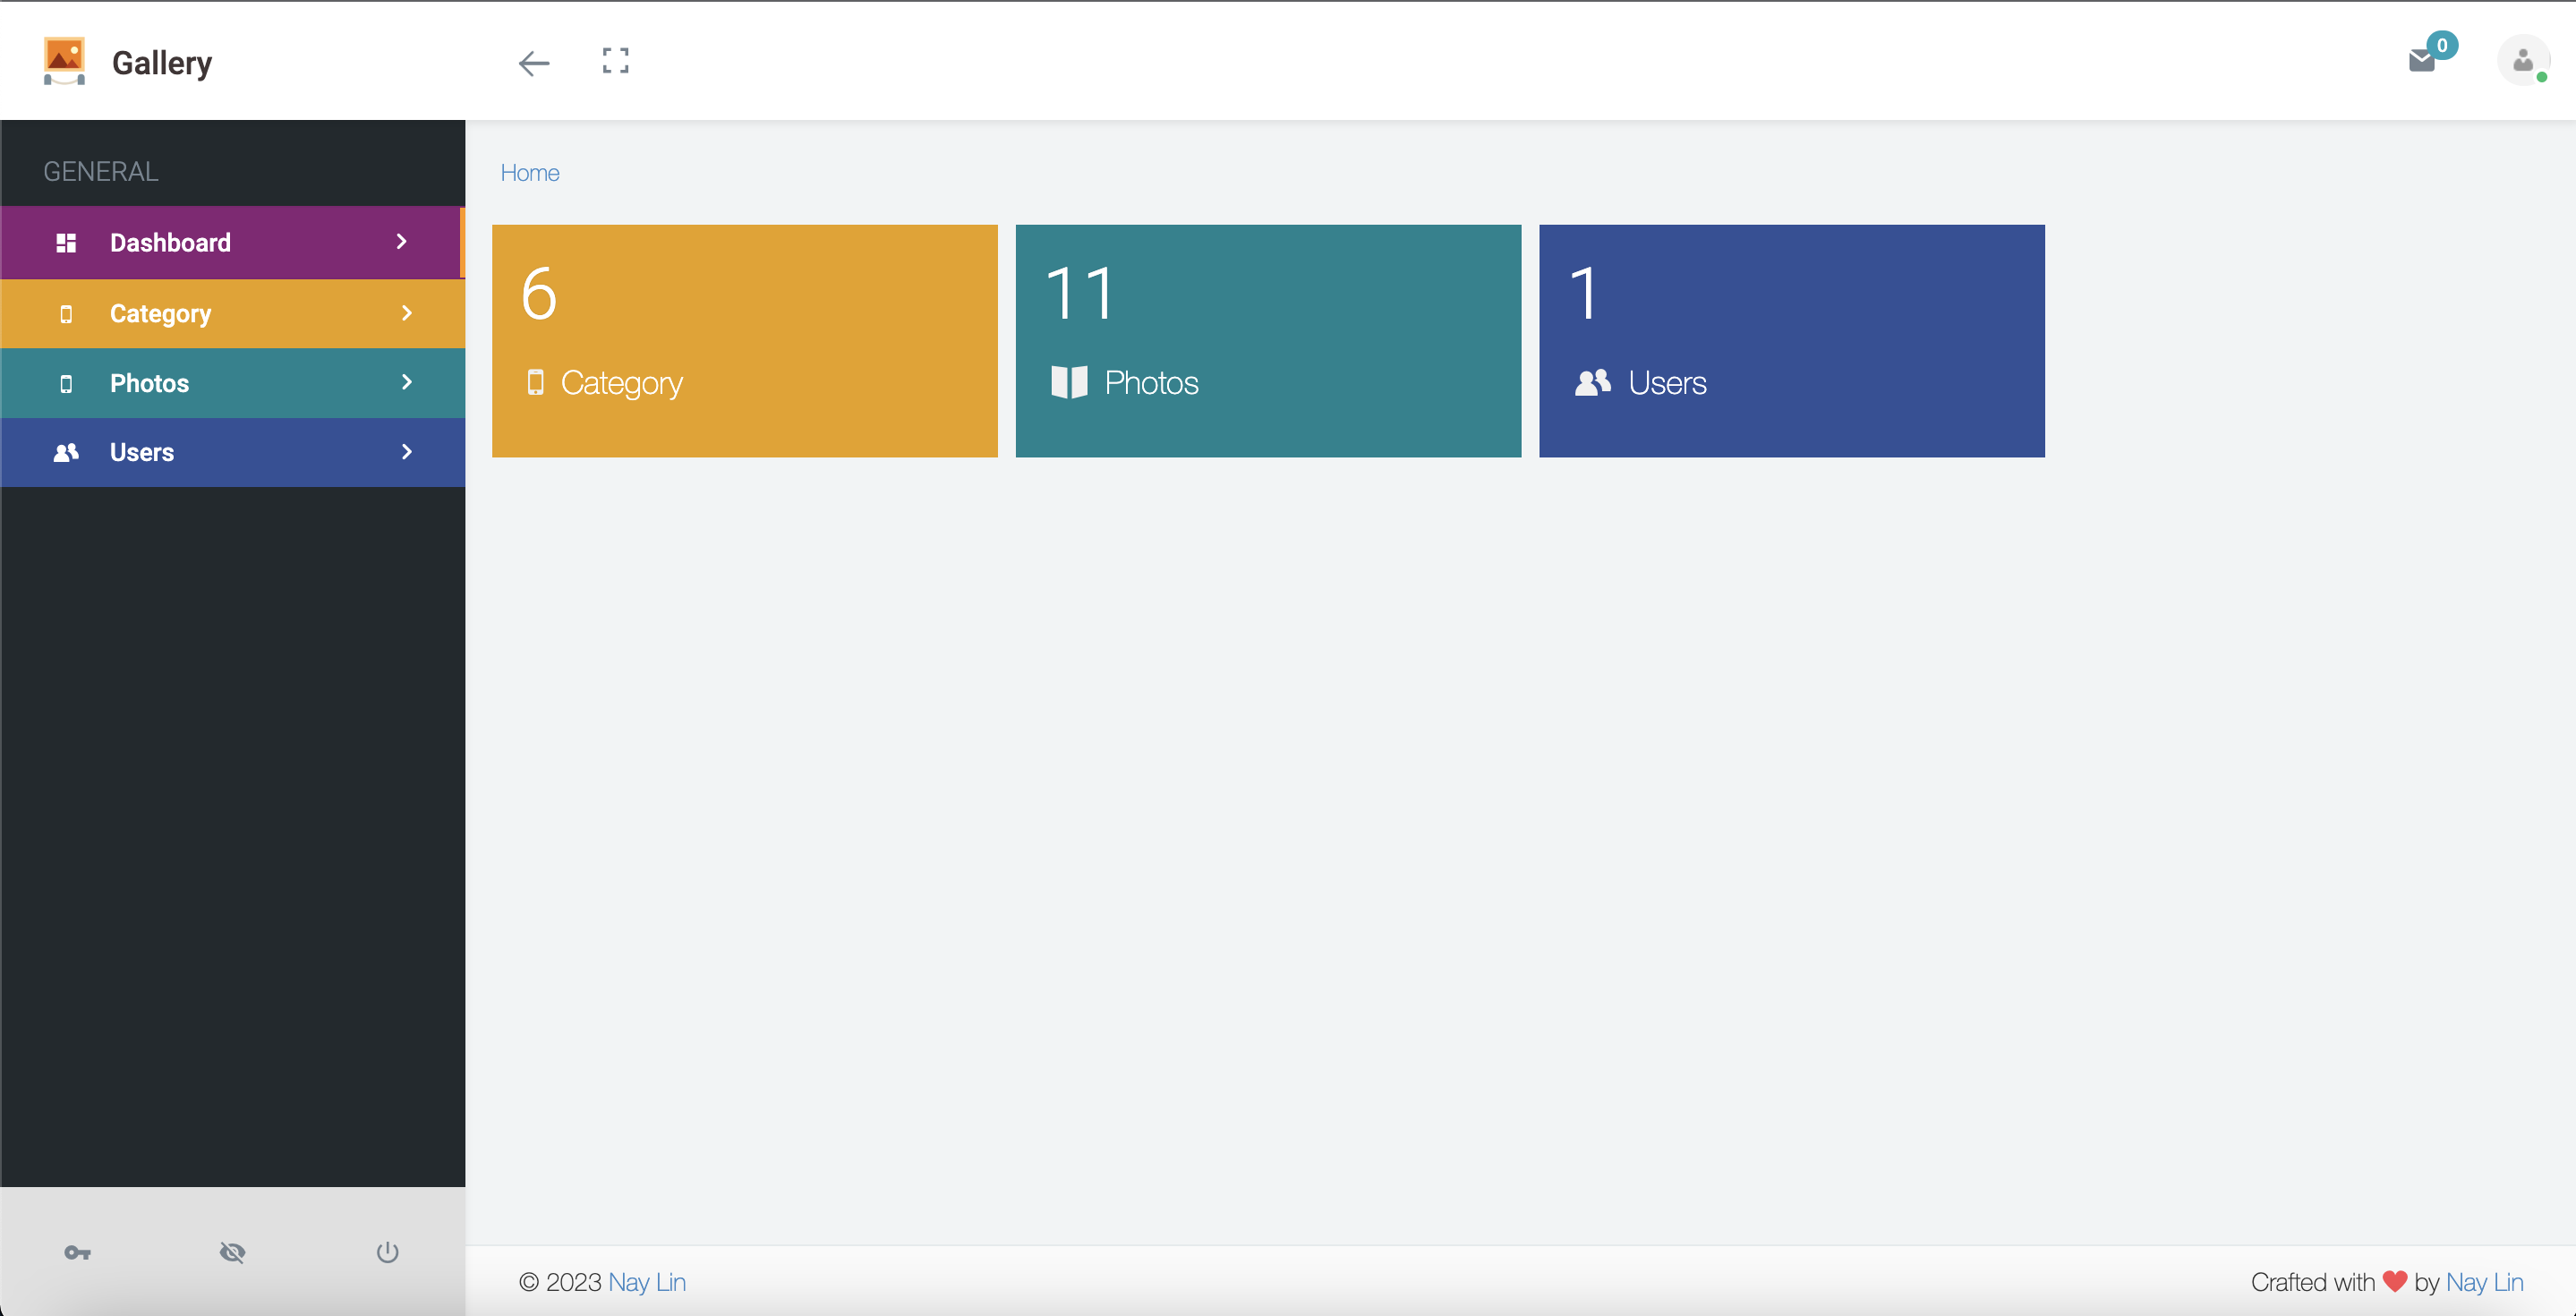 Gallery
0
GENERAL
Dashboard
Category
Photos
Users
Home
6
Category
11
Photos
1
Users
© 2023 Nay Lin
Crafted with ❤️ by Nay Lin